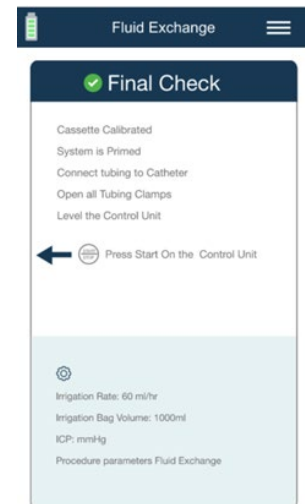 Fluid Exchange
Final Check
Cassette Calibrated
System is Primed
Connect tubing to Catheter
Open all Tubing Clamps
Level the Control Unit
Press Start On the Control Unit
Irrigation Rate: 60 ml/hr
Irrigation Bag Volume: 1000ml
ICP: mmHg
Procedure parameters Fluid Exchange